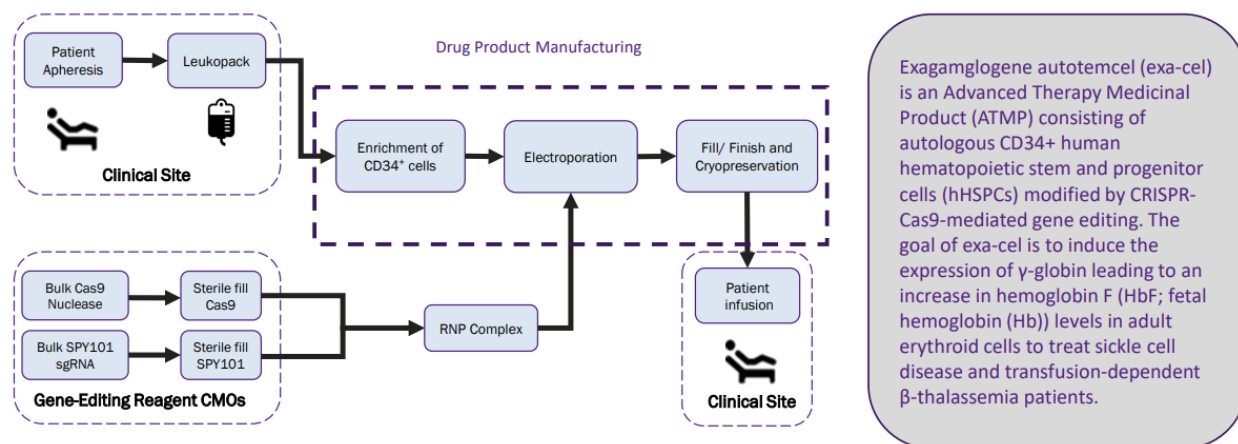 Patient
Apheresis
Leukopack
Clinical Site
Drug Product Manufacturing
Enrichment of
CD34⁺ cells
Electroporation
Fill/ Finish and
Cryopreservation
Bulk Cas9
Nuclease
Sterile fill
Cas9
Bulk SPY101
sgRNA
Sterile fill
SPY101
Gene-Editing Reagent CMOs
RNP Complex
Patient
infusion
Clinical Site
Exagamglogene autotemcel (exa-cel)
is an Advanced Therapy Medicinal
Product (ATMP) consisting of
autologous CD34+ human
hematopoietic stem and progenitor
cells (hHSPCs) modified by CRISPR-
Cas9-mediated gene editing. The
goal of exa-cel is to induce the
expression of γ-globin leading to an
increase in hemoglobin F (HbF; fetal
hemoglobin (Hb)) levels in adult
erythroid cells to treat sickle cell
disease and transfusion-dependent
β-thalassemia patients.